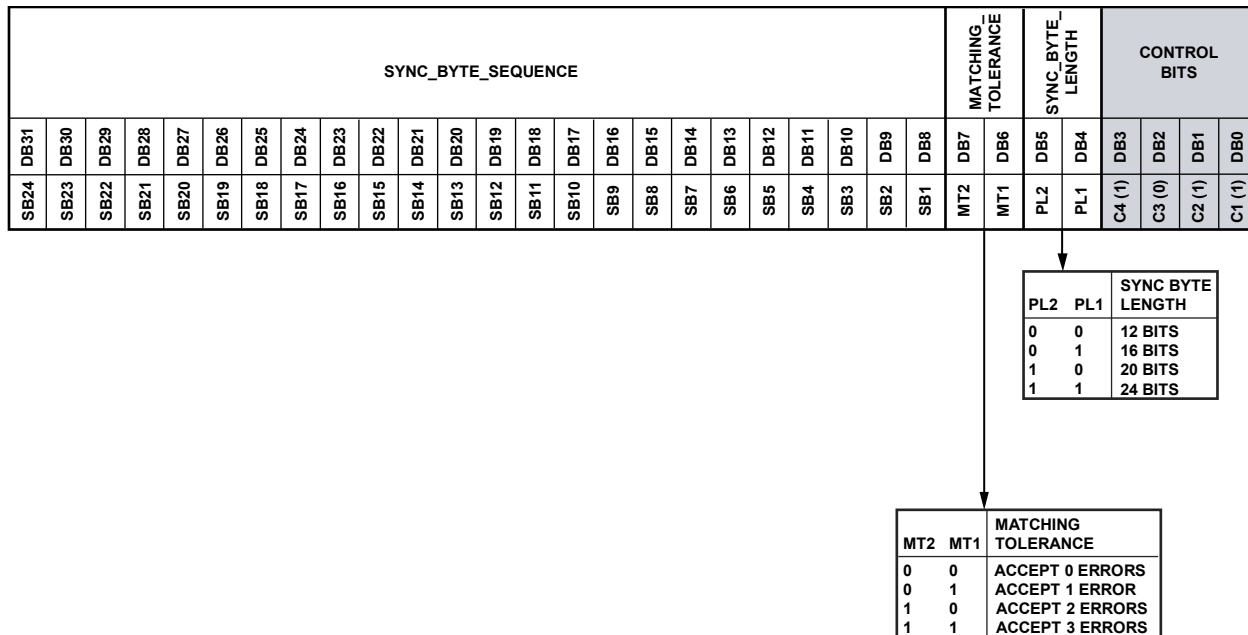 SYNC_BYTE_SEQUENCE
MATCHING_
TOLERANCE
SYNC_BYTE_
LENGTH
CONTROL
BITS
DB31 DB30 DB29 DB28 DB27 DB26 DB25 DB24 DB23 DB22 DB21 DB20 DB19 DB18 DB17 DB16 DB15 DB14 DB13 DB12 DB11 DB10 DB9 DB8 DB7 DB6 DB5 DB4 DB3 DB2 DB1 DB0
SB24 SB23 SB22 SB21 SB20 SB19 SB18 SB17 SB16 SB15 SB14 SB13 SB12 SB11 SB10 SB9 SB8 SB7 SB6 SB5 SB4 SB3 SB2 SB1 MT2 MT1 PL2 PL1 C4 (1) C3 (0) C2 (1) C1 (1)
SYNC BYTE
PL2 PL1 LENGTH
0 0 12 BITS
0 1 16 BITS
1 0 20 BITS
1 1 24 BITS
MATCHING
MT2 MT1 TOLERANCE
0 0 ACCEPT 0 ERRORS
0 1 ACCEPT 1 ERROR
1 0 ACCEPT 2 ERRORS
1 1 ACCEPT 3 ERRORS